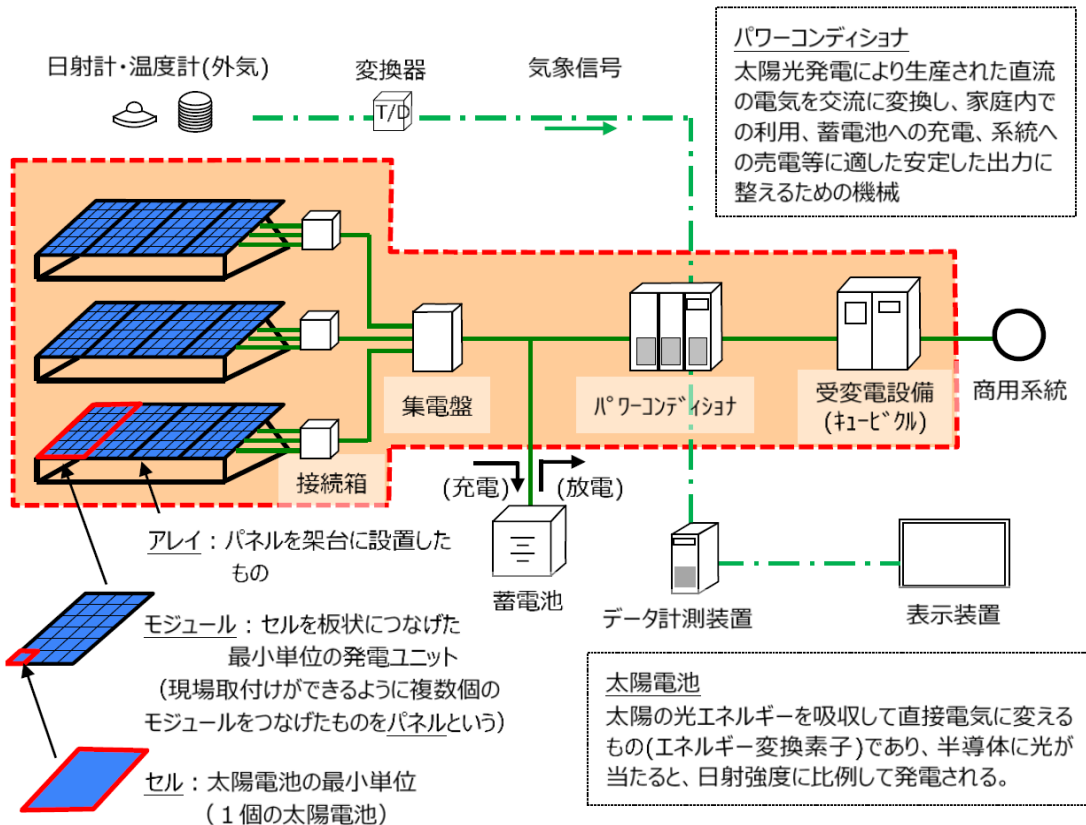 日射計・温度計(外気)
変換器
気象信号
T/D
パワーコンディショナ
太陽光発電により生産された直流
の電気を交流に変換し、家庭内で
の利用、蓄電池への充電、系統へ
の売電等に適した安定した出力に
整えるための機械
集電盤
ﾊﾟﾜｰｺﾝﾃﾞｨｼｮﾅ
受変電設備
(ｷｭｰﾋﾞｸﾙ)
商用系統
接続箱
(充電)
(放電)
アレイ：パネルを架台に設置した
もの
蓄電池
データ計測装置
表示装置
モジュール：セルを板状につなげた
最小単位の発電ユニット
（現場取付けができるように複数個の
モジュールをつなげたものをパネルという）
セル：太陽電池の最小単位
（１個の太陽電池）
太陽電池
太陽の光エネルギーを吸収して直接電気に変える
もの(エネルギー変換素子)であり、半導体に光が
当たると、日射強度に比例して発電される。